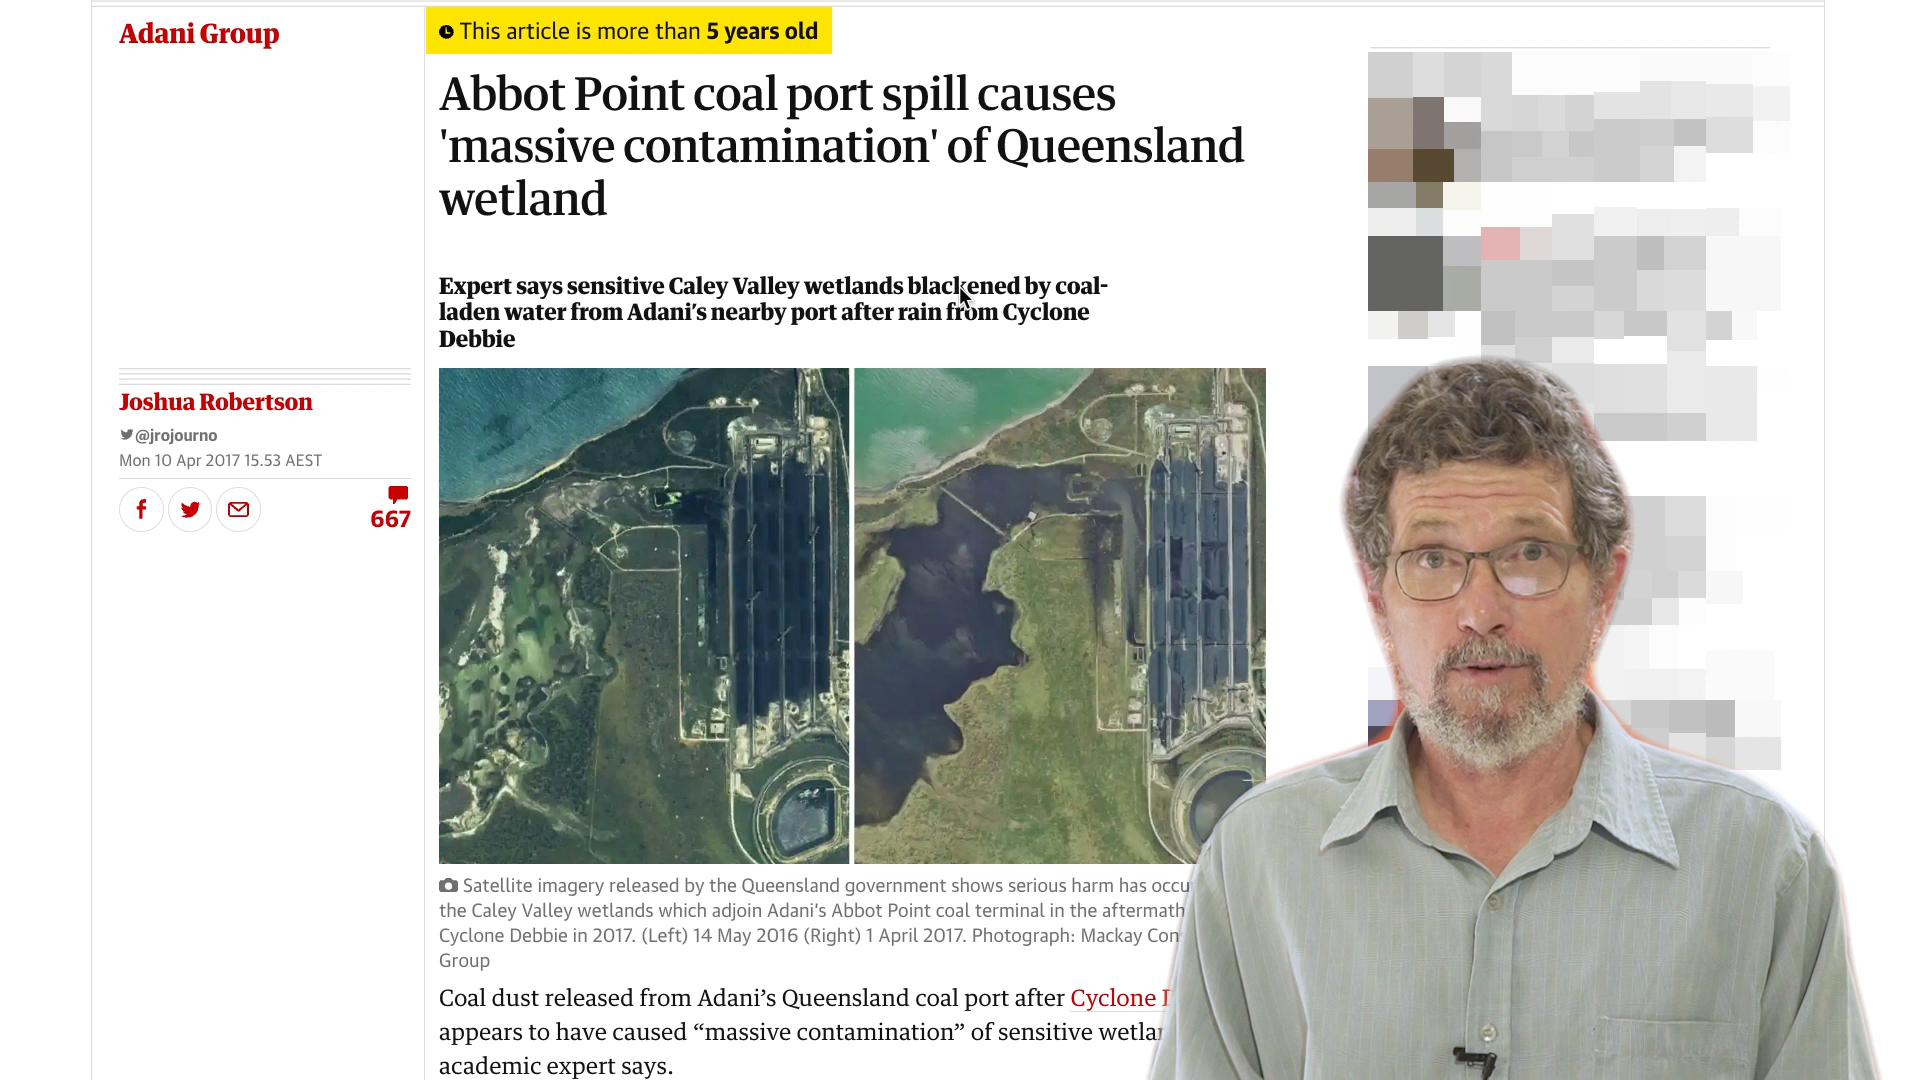 Adani Group
This article is more than 5 years old
Abbot Point coal port spill causes
'massive contamination' of Queensland
wetland
Expert says sensitive Caley Valley wetlands blackened by coal-
laden water from Adani’s nearby port after rain from Cyclone
Debbie
Joshua Robertson
@jrojourno
Mon 10 Apr 2017 15.53 AEST
667
Satellite imagery released by the Queensland government shows serious harm has
the Caley Valley wetlands which adjoin Adani’s Abbot Point coal terminal in the aftermath
Cyclone Debbie in 2017. (Left) 14 May 2016 (Right) 1 April 2017. Photograph: Mackay
Group
Coal dust released from Adani’s Queensland coal port after Cyclone
appears to have caused “massive contamination” of sensitive
academic expert says.